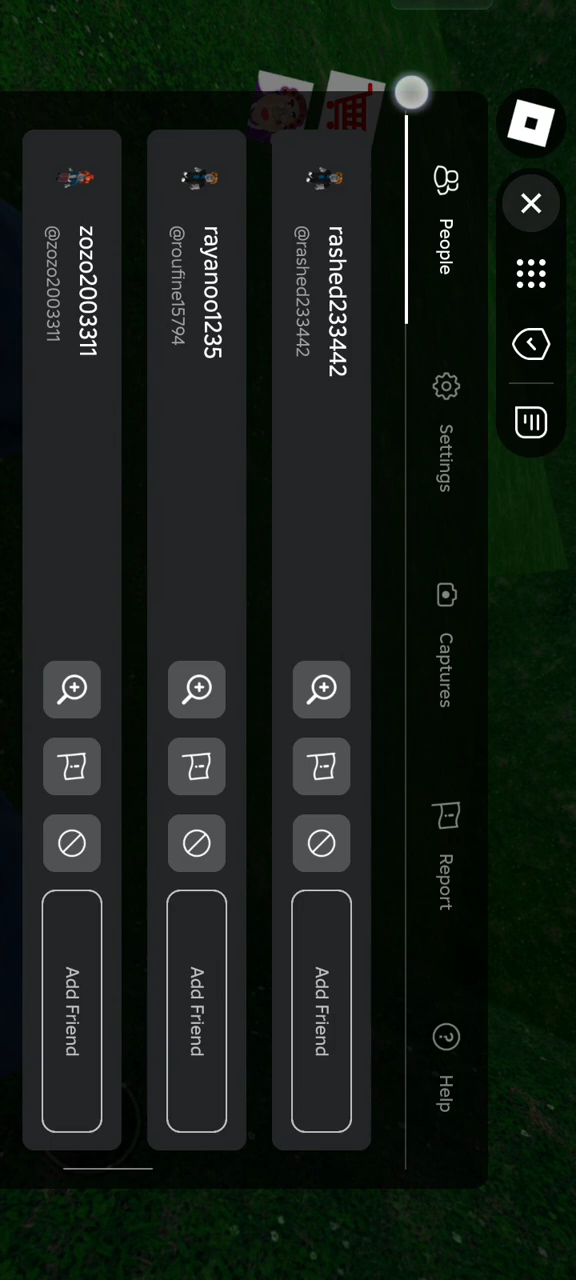 People
Settings
Captures
Report
Help
rashed233442
@rashed233442
Add Friend
rayanoo1235
@roufine15794
Add Friend
zozo2003311
@zozo2003311
Add Friend